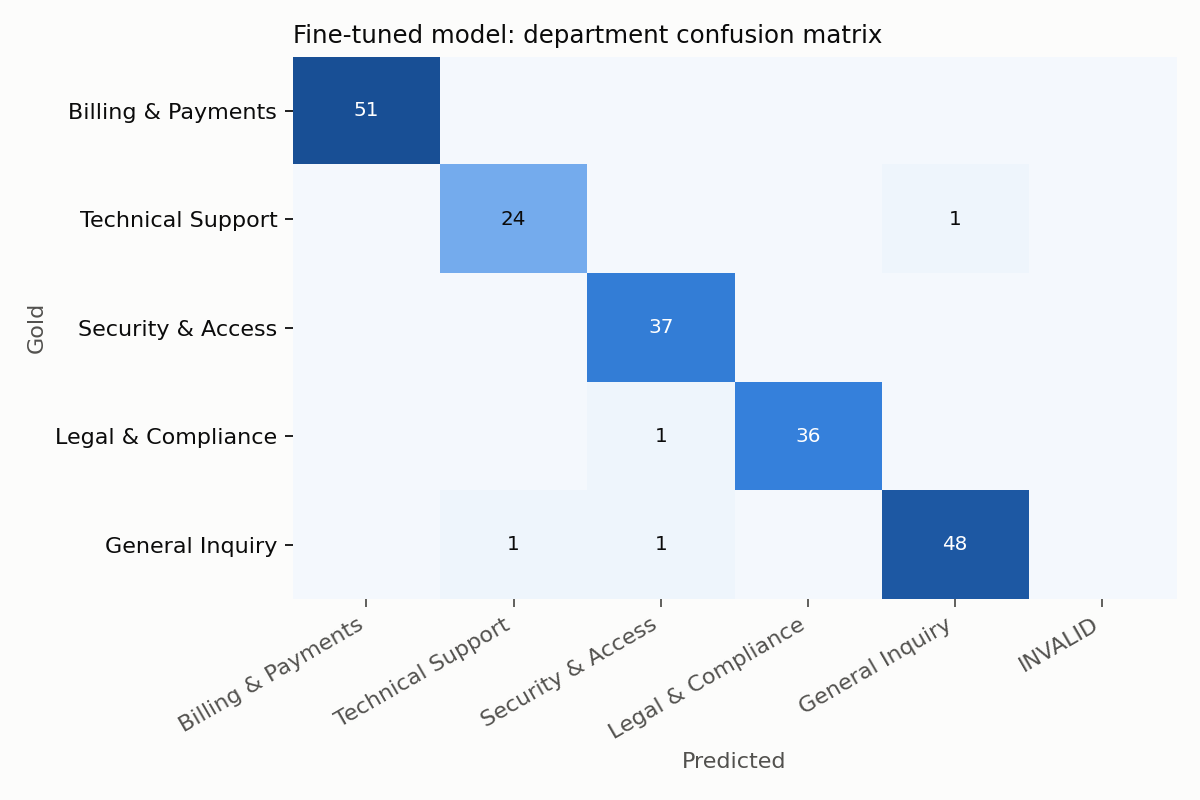 Fine-tuned model: department confusion matrix
Billing & Payments 51
Technical Support 24 1
Security & Access 37
Legal & Compliance 1 36
General Inquiry 1 1 48
Gold
Billing & Payments
Technical Support
Security & Access
Legal & Compliance
General Inquiry
INVALID
Predicted